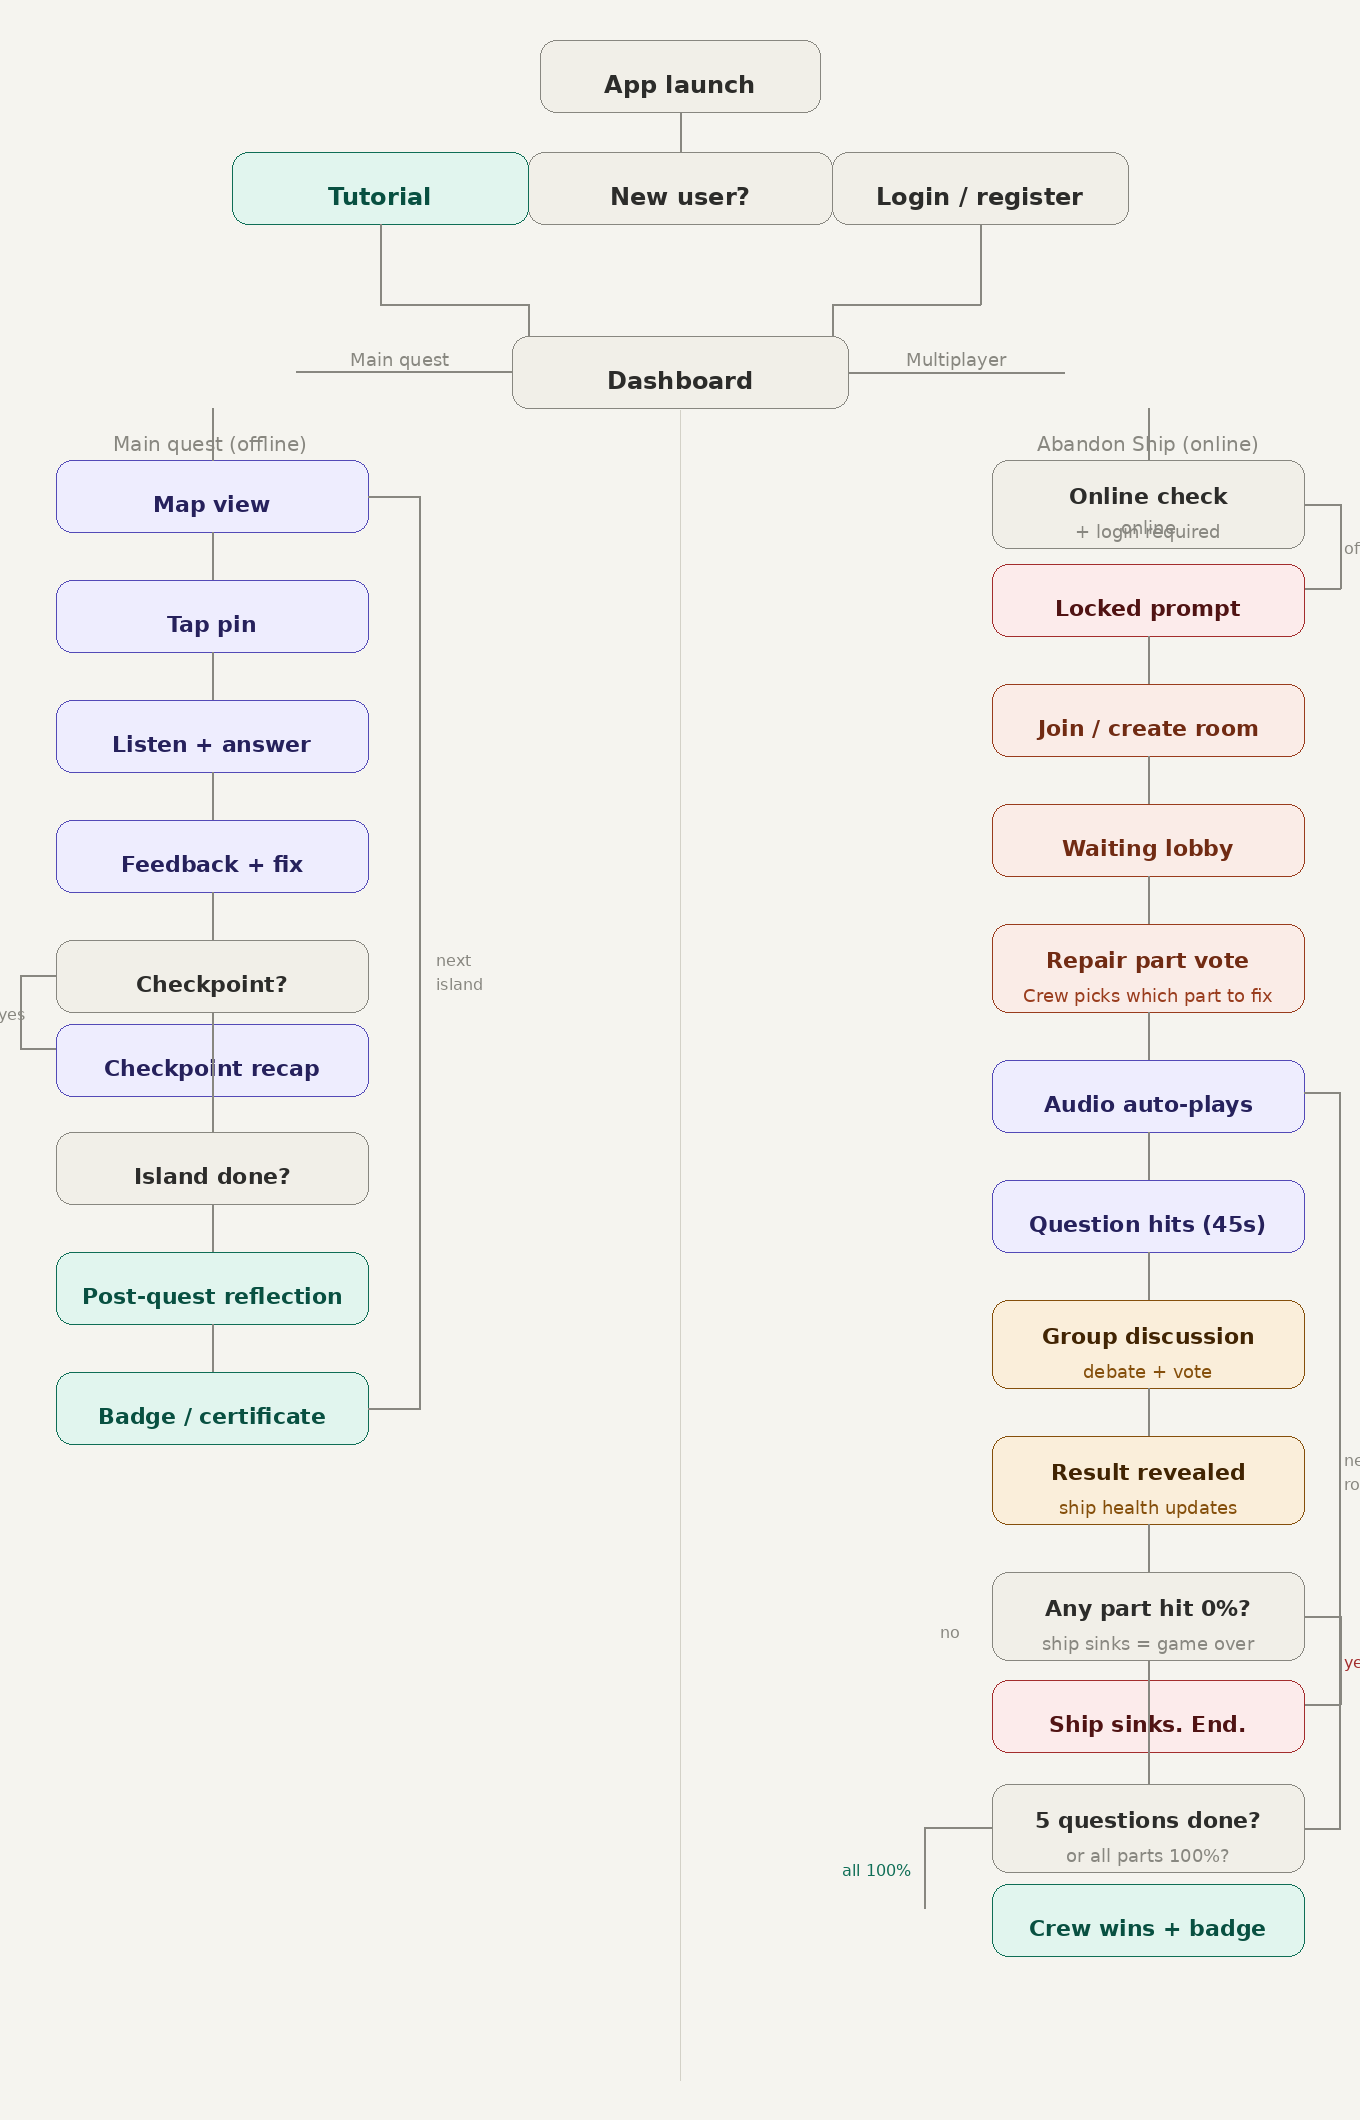 App launch
Tutorial
New user?
Login / register
Main quest
Dashboard
Multiplayer
Main quest (offline)
Map view
Tap pin
Listen + answer
Feedback + fix
Checkpoint?
yes
Checkpoint recap
next
island
Island done?
Post-quest reflection
Badge / certificate
Abandon Ship (online)
Online check
online
+ login required
of
Locked prompt
Join / create room
Waiting lobby
Repair part vote
Crew picks which part to fix
Audio auto-plays
Question hits (45s)
Group discussion
debate + vote
Result revealed
ship health updates
ne
ro
Any part hit 0%?
ship sinks = game over
no
ye
Ship sinks. End.
5 questions done?
or all parts 100%?
all 100%
Crew wins + badge